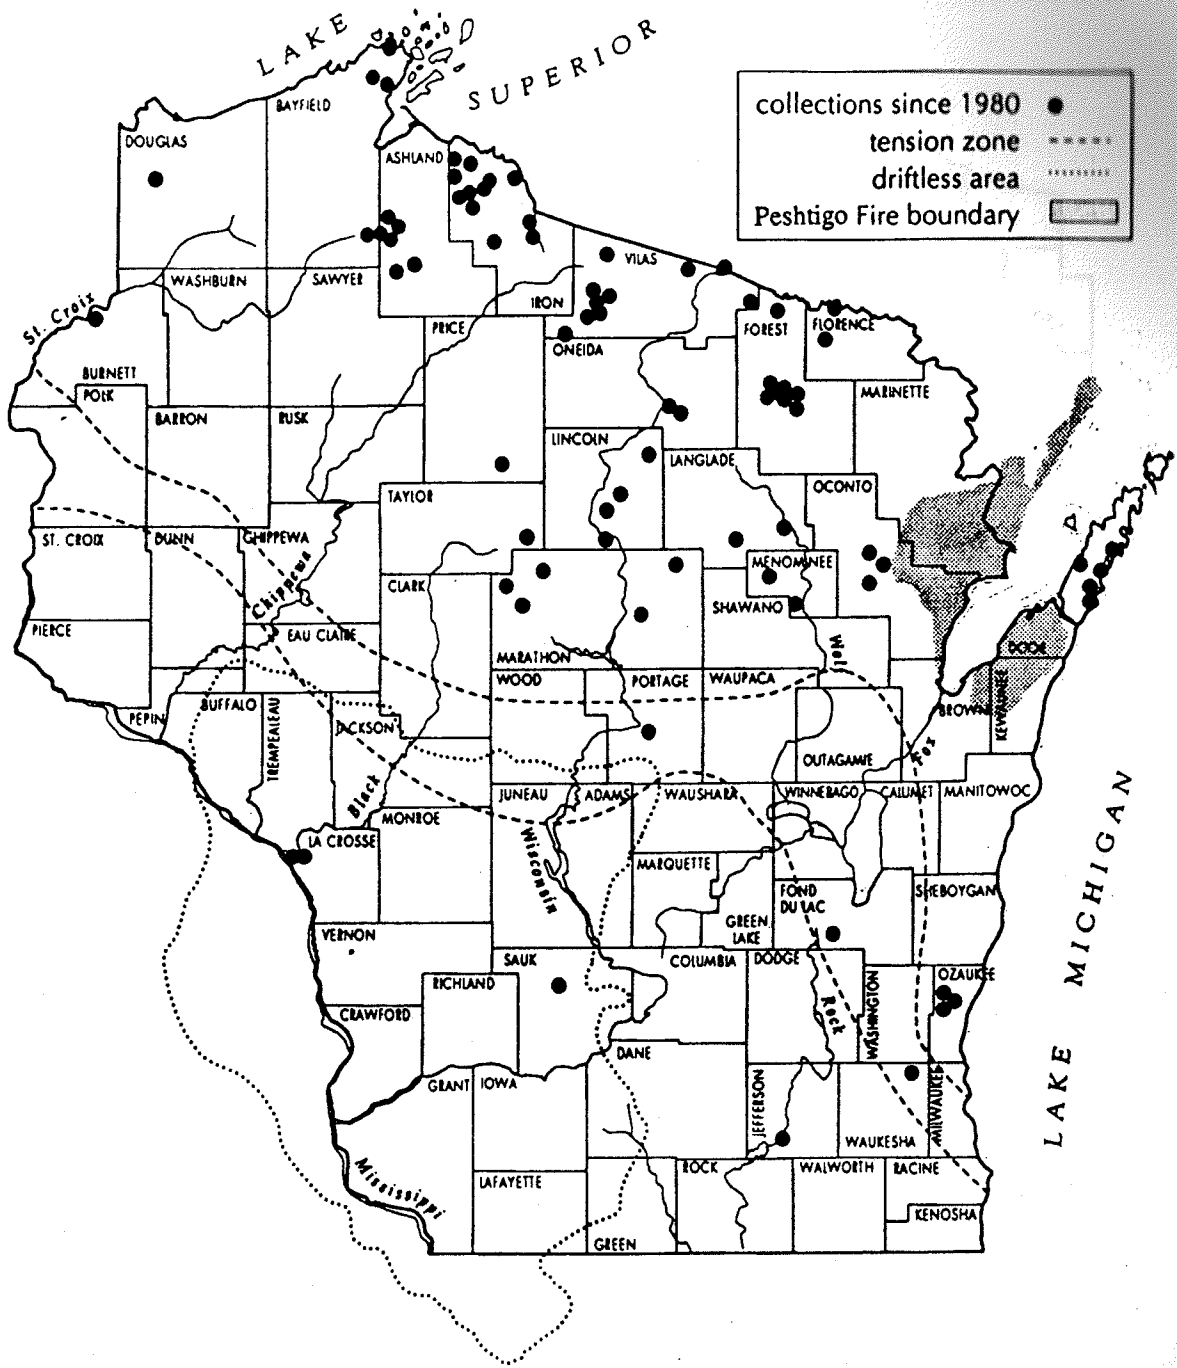 LAKE SUPERIOR
collections since 1980
tension zone
driftless area
Peshtigo Fire boundary
BAYFIELD
DOUGLAS
ASHLAND
VILAS
WASHBURN
SAWYER
IRON
St. Croix
PRICE
FOREST
FLORENCE
ONEIDA
BURNETT
POLK
MARINETTE
BARRON
RUSK
LINCOLN
LANGLADE
OCONTO
TAYLOR
ST. CROIX
DUNN
CHIPPEWA
Chippewa
MENOMINEE
CLARK
SHAWANO
PIERCE
EAU CLAIRE
Wolf
DOOR
MARATHON
WOOD
PORTAGE
WAUPACA
PEPIN
BUFFALO
TREMPEALEAU
JACKSON
BROWN
KEWAUNEE
Fox
OUTAGAMIE
Black
JUNEAU
ADAMS
WAUSHARA
WINNEBAGO
CALUMET
MANITOWOC
MONROE
LA CROSSE
Wisconsin
MARQUETTE
LAKE MICHIGAN
FOND
DU LAC
SHEBOYGAN
GREEN
LAKE
VERNON
SAUK
COLUMBIA
DODGE
OZAUKEE
RICHLAND
WASHINGTON
Rock
CRAWFORD
DANE
GRANT
IOWA
JEFFERSON
MILWAUKEE
WAUKESHA
Mississippi
ROCK
WALWORTH
RACINE
LAFAYETTE
KENOSHA
GREEN